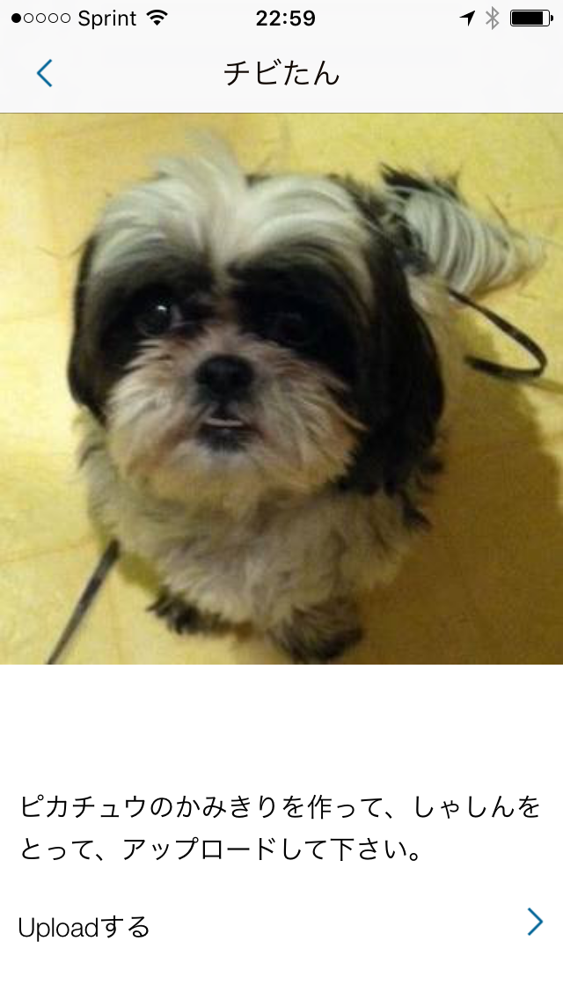 Sprint 22:59
チビたん
ピカチュウのかみきりを作って、しゃしんを
とって、アップロードして下さい。
Uploadする